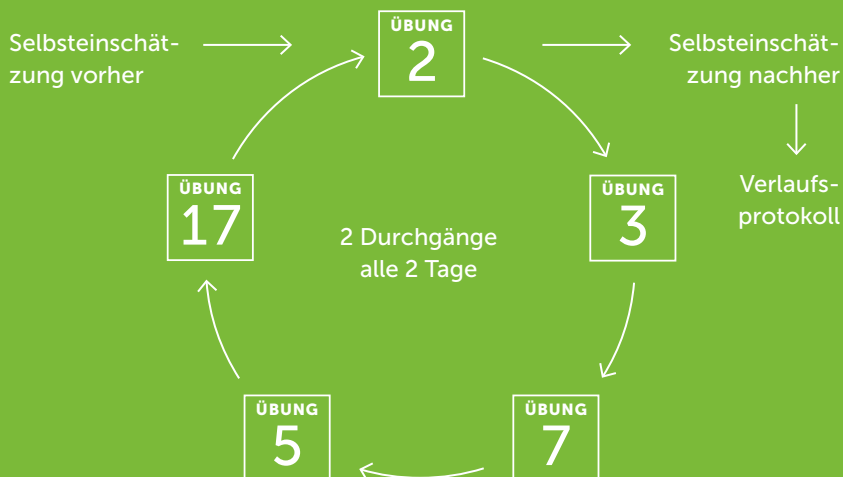 Selbsteinschät-
zung vorher
ÜBUNG
2
Selbsteinschät-
zung nachher
Verlaufs-
protokoll
ÜBUNG
17
2 Durchgänge
alle 2 Tage
ÜBUNG
3
ÜBUNG
5
ÜBUNG
7